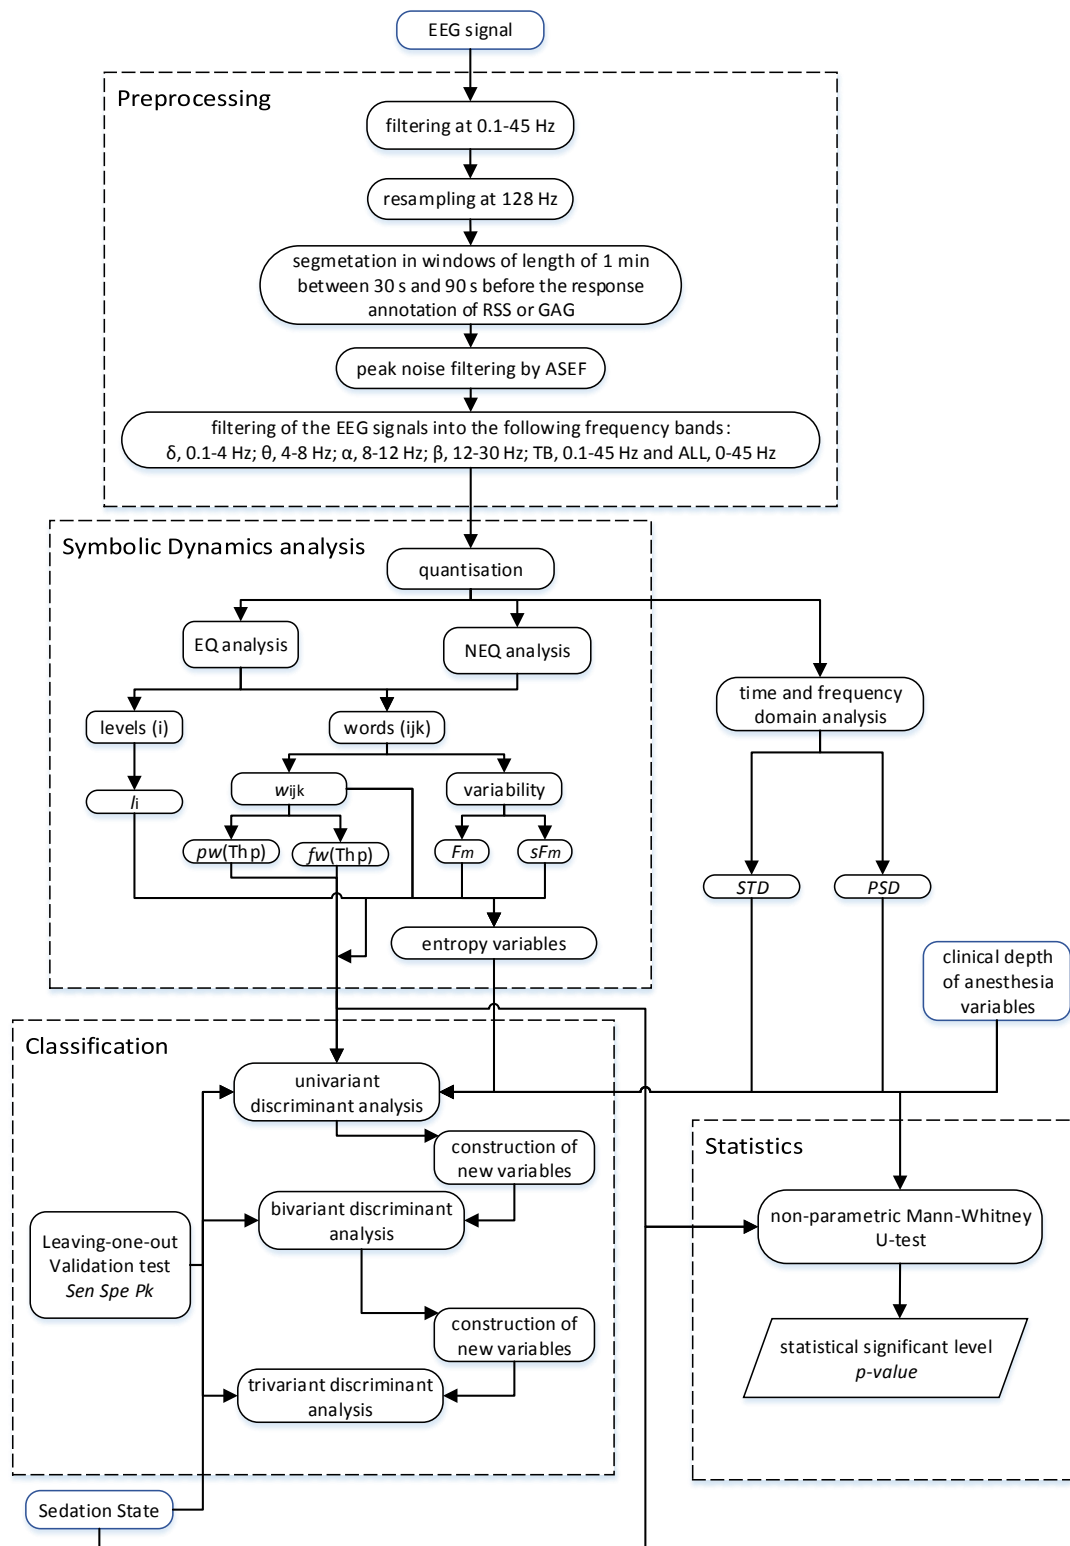 EEG signal
Preprocessing
filtering at 0.1-45 Hz
resampling at 128 Hz
segmetation in windows of length of 1 min
between 30 s and 90 s before the response
annotation of RSS or GAG
peak noise filtering by ASEF
filtering of the EEG signals into the following frequency bands:
δ, 0.1-4 Hz; θ, 4-8 Hz; α, 8-12 Hz; β, 12-30 Hz; TB, 0.1-45 Hz and ALL, 0-45 Hz
Symbolic Dynamics analysis
quantisation
EQ analysis
NEQ analysis
time and frequency
domain analysis
levels (i)
words (ijk)
li
wijk
variability
pw(Thp)
fw(Thp)
Fm
sFm
STD
PSD
entropy variables
clinical depth
of anesthesia
variables
Classification
univariant
discriminant analysis
construction of
new variables
bivariant discriminant
analysis
Leaving-one-out
Validation test
Sen Spe Pk
construction of
new variables
trivariant discriminant
analysis
Statistics
non-parametric Mann-Whitney
U-test
statistical significant level
p-value
Sedation State